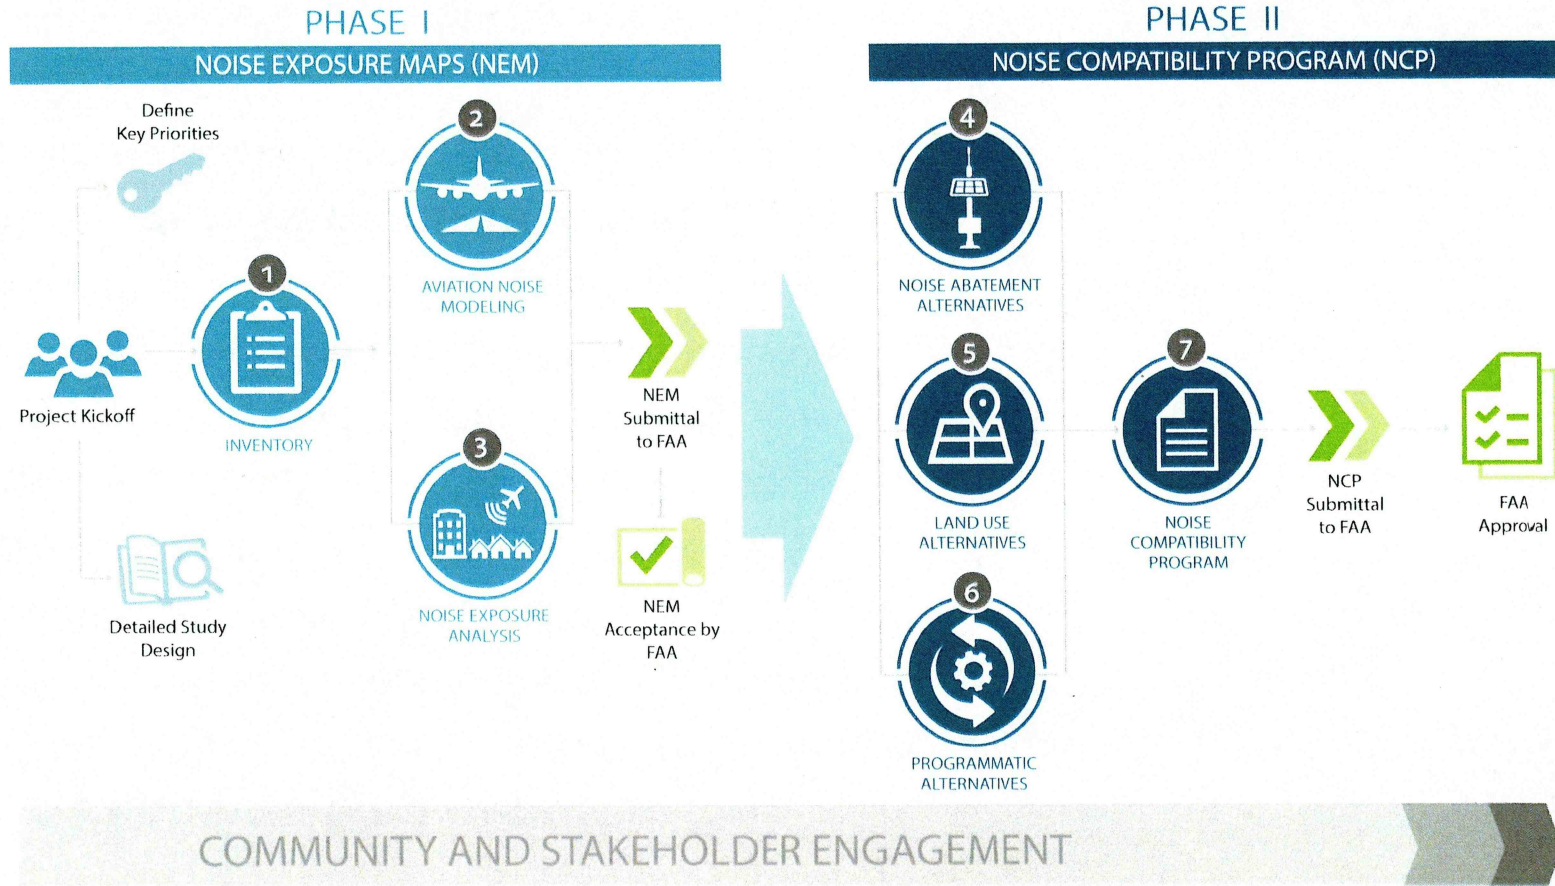 PHASE I
NOISE EXPOSURE MAPS (NEM)
Define
Key Priorities
Project Kickoff
Detailed Study
Design
1
INVENTORY
2
AVIATION NOISE
MODELING
3
NOISE EXPOSURE
ANALYSIS
NEM
Submittal
to FAA
NEM
Acceptance by
FAA
PHASE II
NOISE COMPATIBILITY PROGRAM (NCP)
4
NOISE ABATEMENT
ALTERNATIVES
5
LAND USE
ALTERNATIVES
6
PROGRAMMATIC
ALTERNATIVES
7
NOISE
COMPATIBILITY
PROGRAM
NCP
Submittal
to FAA
FAA
Approval
COMMUNITY AND STAKEHOLDER ENGAGEMENT